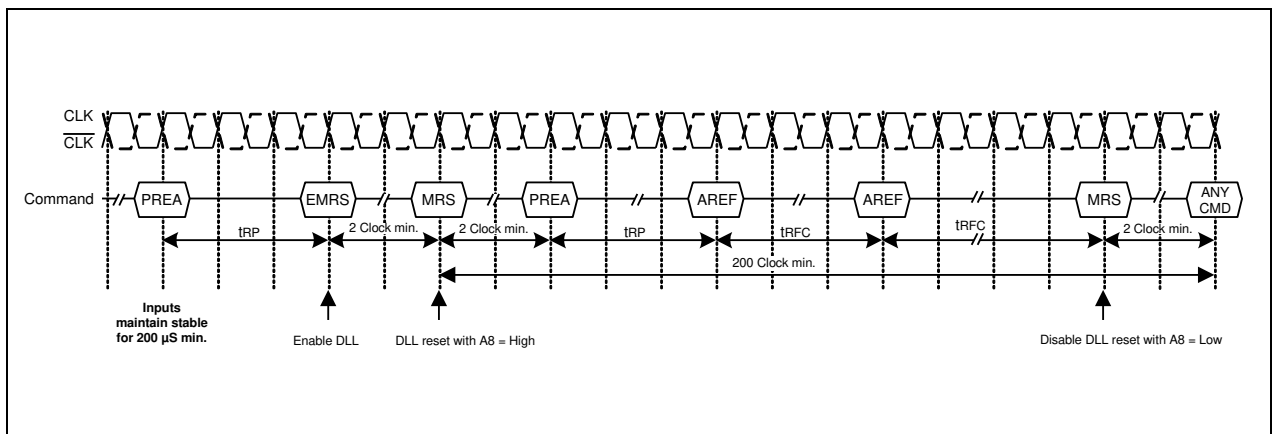 CLK
CLK
Command
PREA
EMRS
MRS
PREA
AREF
AREF
MRS
ANY
CMD
tRP
2 Clock min.
2 Clock min.
tRP
tRFC
tRFC
2 Clock min.
200 Clock min.
Inputs
maintain stable
for 200 µS min.
Enable DLL
DLL reset with A8 = High
Disable DLL reset with A8 = Low